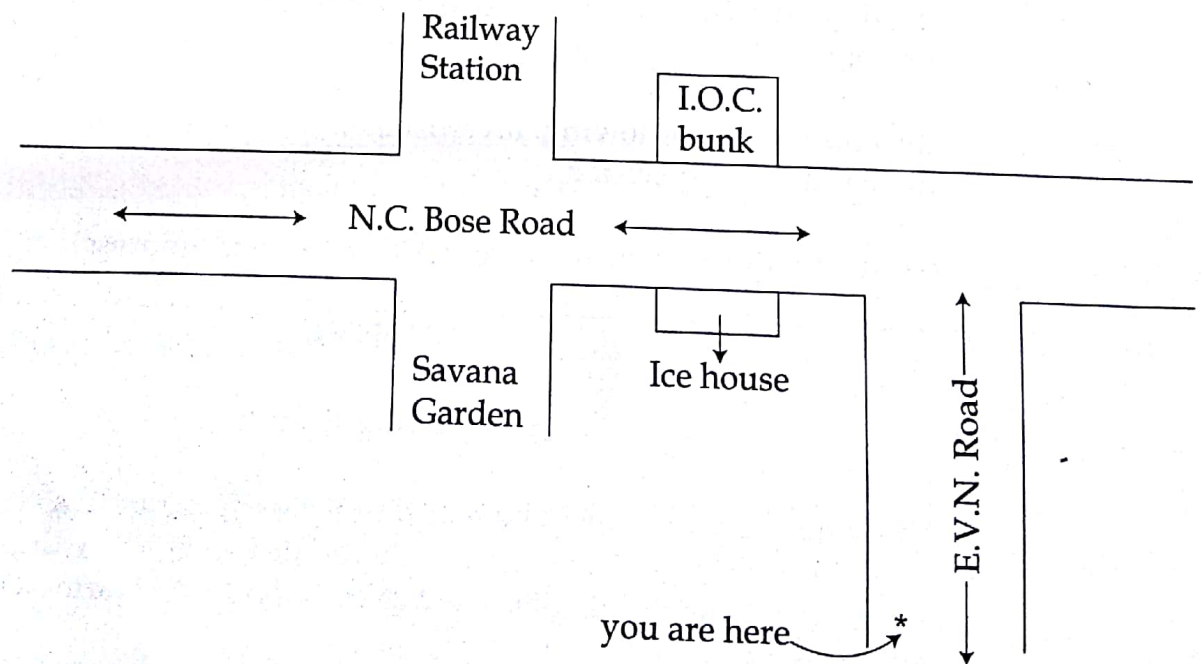 Railway
Station
I.O.C.
bunk
N.C. Bose Road
Savana
Garden
Ice house
E.V.N. Road
you are here *